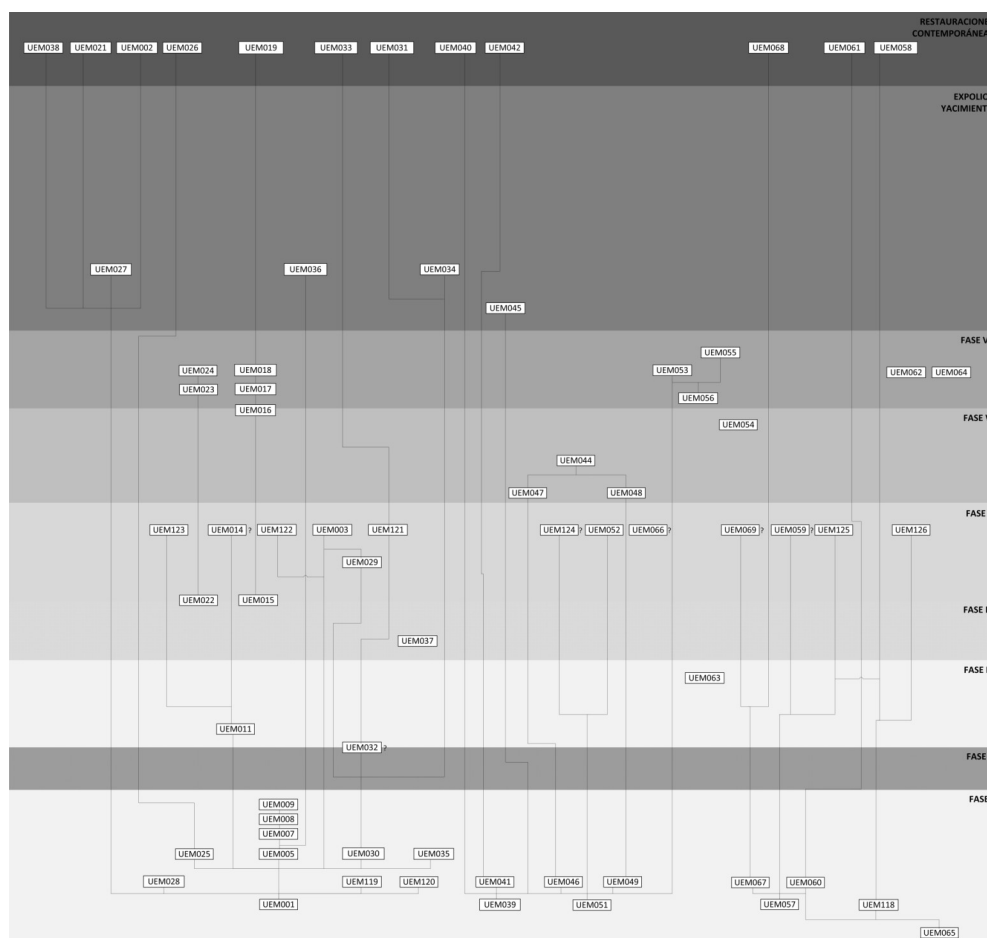 RESTAURACIONE
CONTEMPORÁNEA
UEM038 UEM021 UEM002 UEM026 UEM019 UEM033 UEM031 UEM040 UEM042 UEM068 UEM061 UEM058
EXPOLIO
YACIMIENT
UEM027 UEM036 UEM034
UEM045
FASE V
UEM055
UEM024 UEM018 UEM053 UEM062 UEM064
UEM023 UEM017 UEM056
UEM016
FASE V
UEM054
UEM044
UEM047 UEM048
FASE
UEM123 UEM014 ? UEM122 UEM003 UEM121 UEM124 ? UEM052 UEM066 ? UEM069 ? UEM059 ? UEM125 UEM126
UEM029
UEM022 UEM015
FASE I
UEM037
FASE I
UEM063
UEM011
UEM032 ?
FASE
FASE
UEM009
UEM008
UEM007
UEM025 UEM005 UEM030 UEM035
UEM028 UEM119 UEM120 UEM041 UEM046 UEM049 UEM067 UEM060
UEM001 UEM039 UEM051 UEM057 UEM118
UEM065